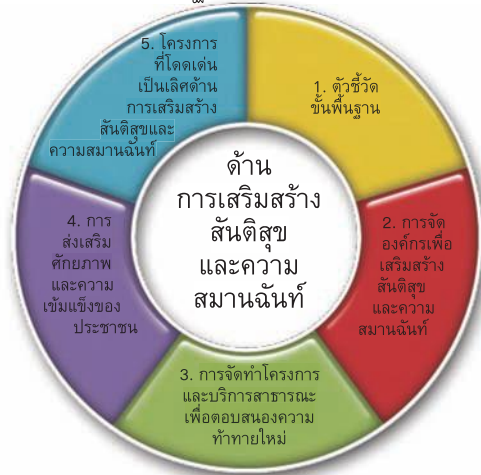 ด้าน
การเสริมสร้าง
สันติสุข
และความ
สมานฉันท์
1. ตัวชี้วัด
ขั้นพื้นฐาน
2. การจัด
องค์กรเพื่อ
เสริมสร้าง
สันติสุข
และความ
สมานฉันท์
3. การจัดทำโครงการ
และบริการสาธารณะ
เพื่อตอบสนองความ
ท้าทายใหม่
4. การ
ส่งเสริม
ศักยภาพ
และความ
เข้มแข็งของ
ประชาชน
5. โครงการ
ที่โดดเด่น
เป็นเลิศด้าน
การเสริมสร้าง
สันติสุขและ
ความสมานฉันท์